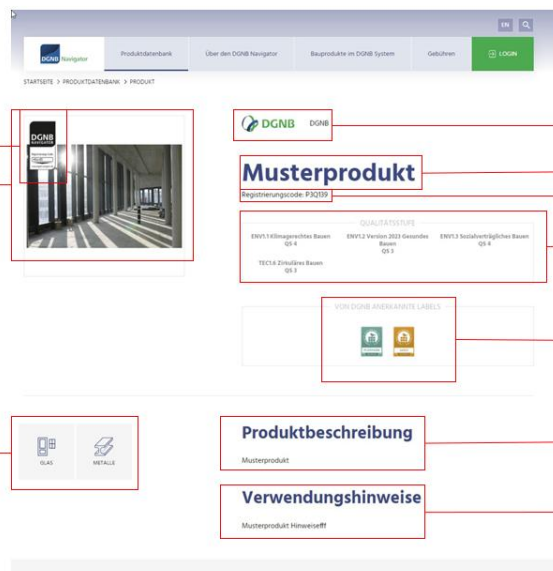 EN
DGNB Navigator
Produktdatenbank
Über den DGNB Navigator
Bauprodukte im DGNB System
Gebühren
LOGIN
STARTSEITE > PRODUKTDATENBANK > PRODUKT
DGNB
NAVIGATOR
DGNB
DGNB
Musterprodukt
Registrierungscode: P3Q139
QUALITÄTSSTUFE
ENV1.1 Klimagerechtes Bauen
QS 4
ENV1.2 Version 2023 Gesundes
Bauen
QS 3
ENV1.3 Sozialverträgliches Bauen
QS 4
TEC1.6 Zirkuläres Bauen
QS 3
VON DGNB ANERKANNTE LABELS
GLAS
METALLE
Produktbeschreibung
Musterprodukt
Verwendungshinweise
Musterprodukt Hinweisefff